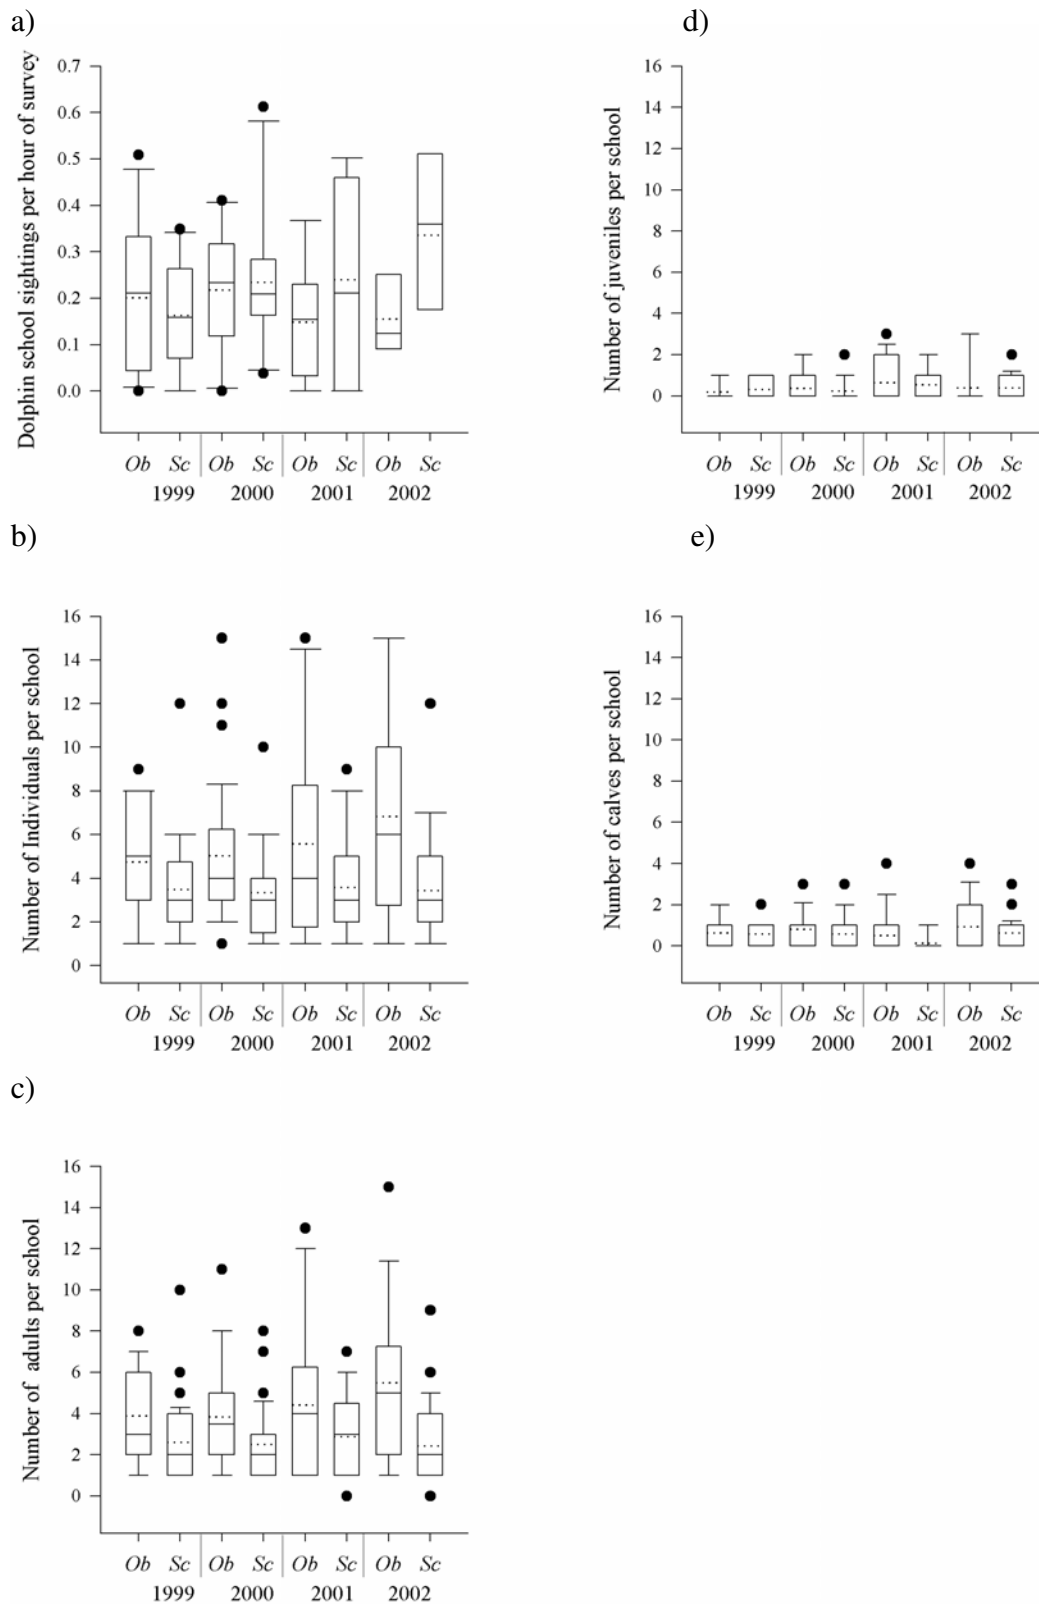 a)
Dolphin school sightings per hour of survey
0.7
0.6
0.5
0.4
0.3
0.2
0.1
0.0
Ob Sc Ob Sc Ob Sc Ob Sc
1999 2000 2001 2002
b)
Number of Individuals per school
16
14
12
10
8
6
4
2
0
Ob Sc Ob Sc Ob Sc Ob Sc
1999 2000 2001 2002
c)
Number of adults per school
16
14
12
10
8
6
4
2
0
Ob Sc Ob Sc Ob Sc Ob Sc
1999 2000 2001 2002
d)
Number of juveniles per school
16
14
12
10
8
6
4
2
0
Ob Sc Ob Sc Ob Sc Ob Sc
1999 2000 2001 2002
e)
Number of calves per school
16
14
12
10
8
6
4
2
0
Ob Sc Ob Sc Ob Sc Ob Sc
1999 2000 2001 2002